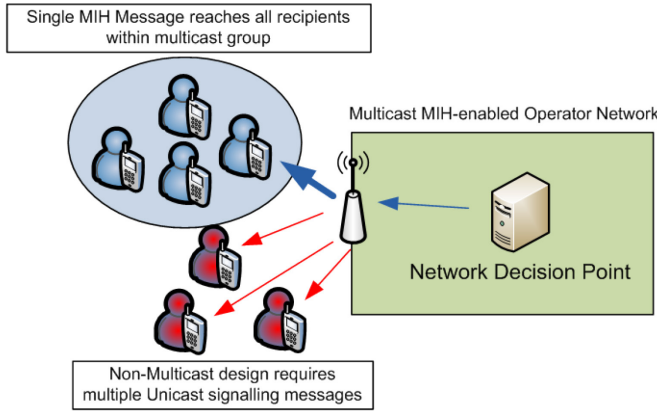 Single MIH Message reaches all recipients
within multicast group
Multicast MIH-enabled Operator Network
Network Decision Point
Non-Multicast design requires
multiple Unicast signalling messages